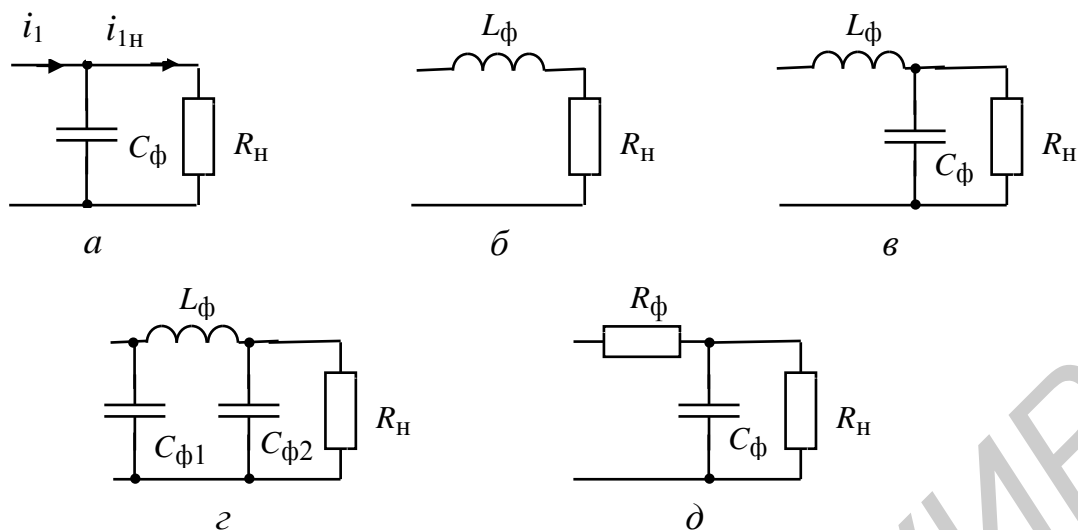 i₁ i₁н
Cф Rн
а
Lф
Rн
б
Lф
Cф Rн
в
Lф
Cф1 Cф2 Rн
г
Rф
Cф Rн
д